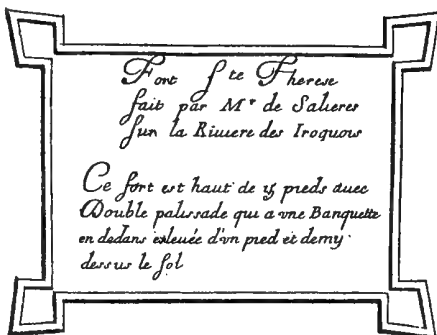 Fort Ste Therese
fait par Mr de Salieres
sur la Riuiere des Iroquois
Ce fort est haut de 15 pieds auec
Double palissade qui a vne Banquette
en dedans esleuée d'vn pied et demy
dessus le sol